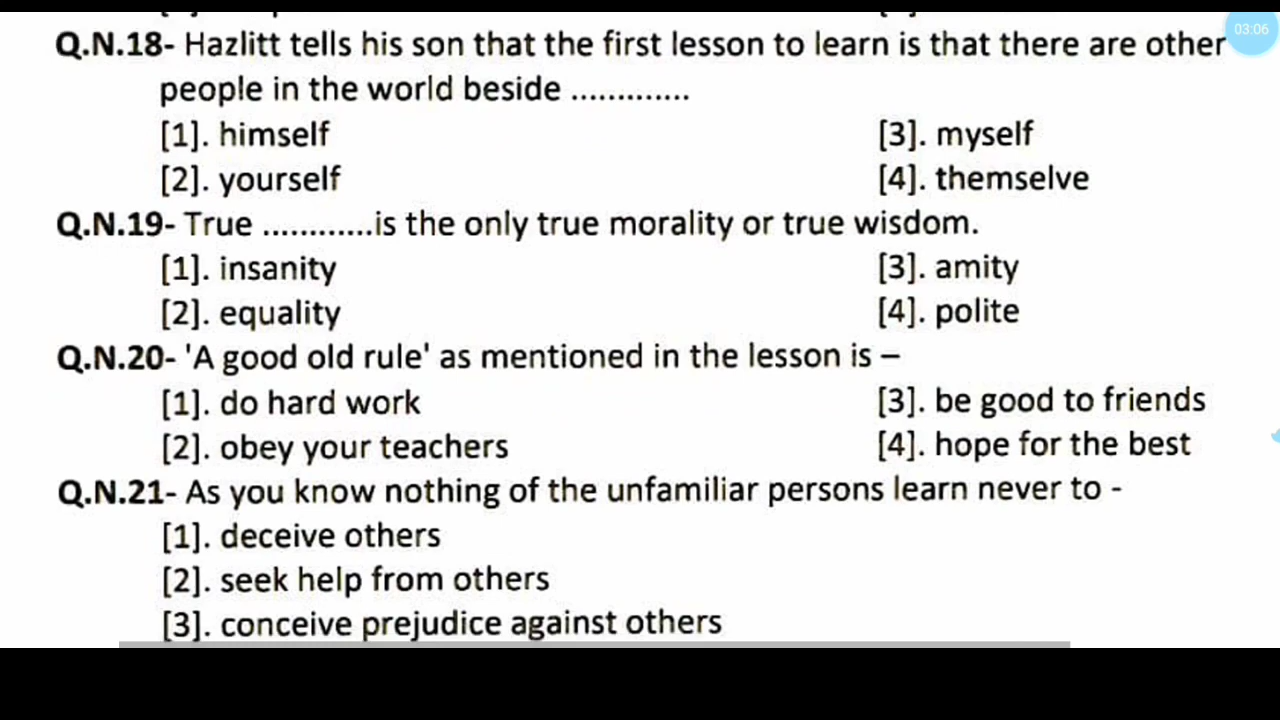 03:06
Q.N.18- Hazlitt tells his son that the first lesson to learn is that there are other
people in the world beside .............
[1]. himself [3]. myself
[2]. yourself [4]. themselve
Q.N.19- True ............is the only true morality or true wisdom.
[1]. insanity [3]. amity
[2]. equality [4]. polite
Q.N.20- 'A good old rule' as mentioned in the lesson is –
[1]. do hard work [3]. be good to friends
[2]. obey your teachers [4]. hope for the best
Q.N.21- As you know nothing of the unfamiliar persons learn never to -
[1]. deceive others
[2]. seek help from others
[3]. conceive prejudice against others